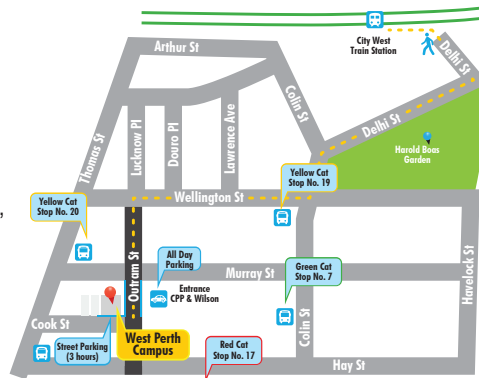 City West
Train Station
Delhi St
Arthur St
Colin St
Delhi St
Harold Boas
Garden
Thomas St
Lucknow Pl
Douro Pl
Lawrence Ave
Yellow Cat
Stop No. 20
Wellington St
Yellow Cat
Stop No. 19
,
Outram St
All Day
Parking
Entrance
CPP & Wilson
Murray St
Green Cat
Stop No. 7
Havelock St
Colin St
Cook St
Street Parking
(3 hours)
West Perth
Campus
Red Cat
Stop No. 17
Hay St